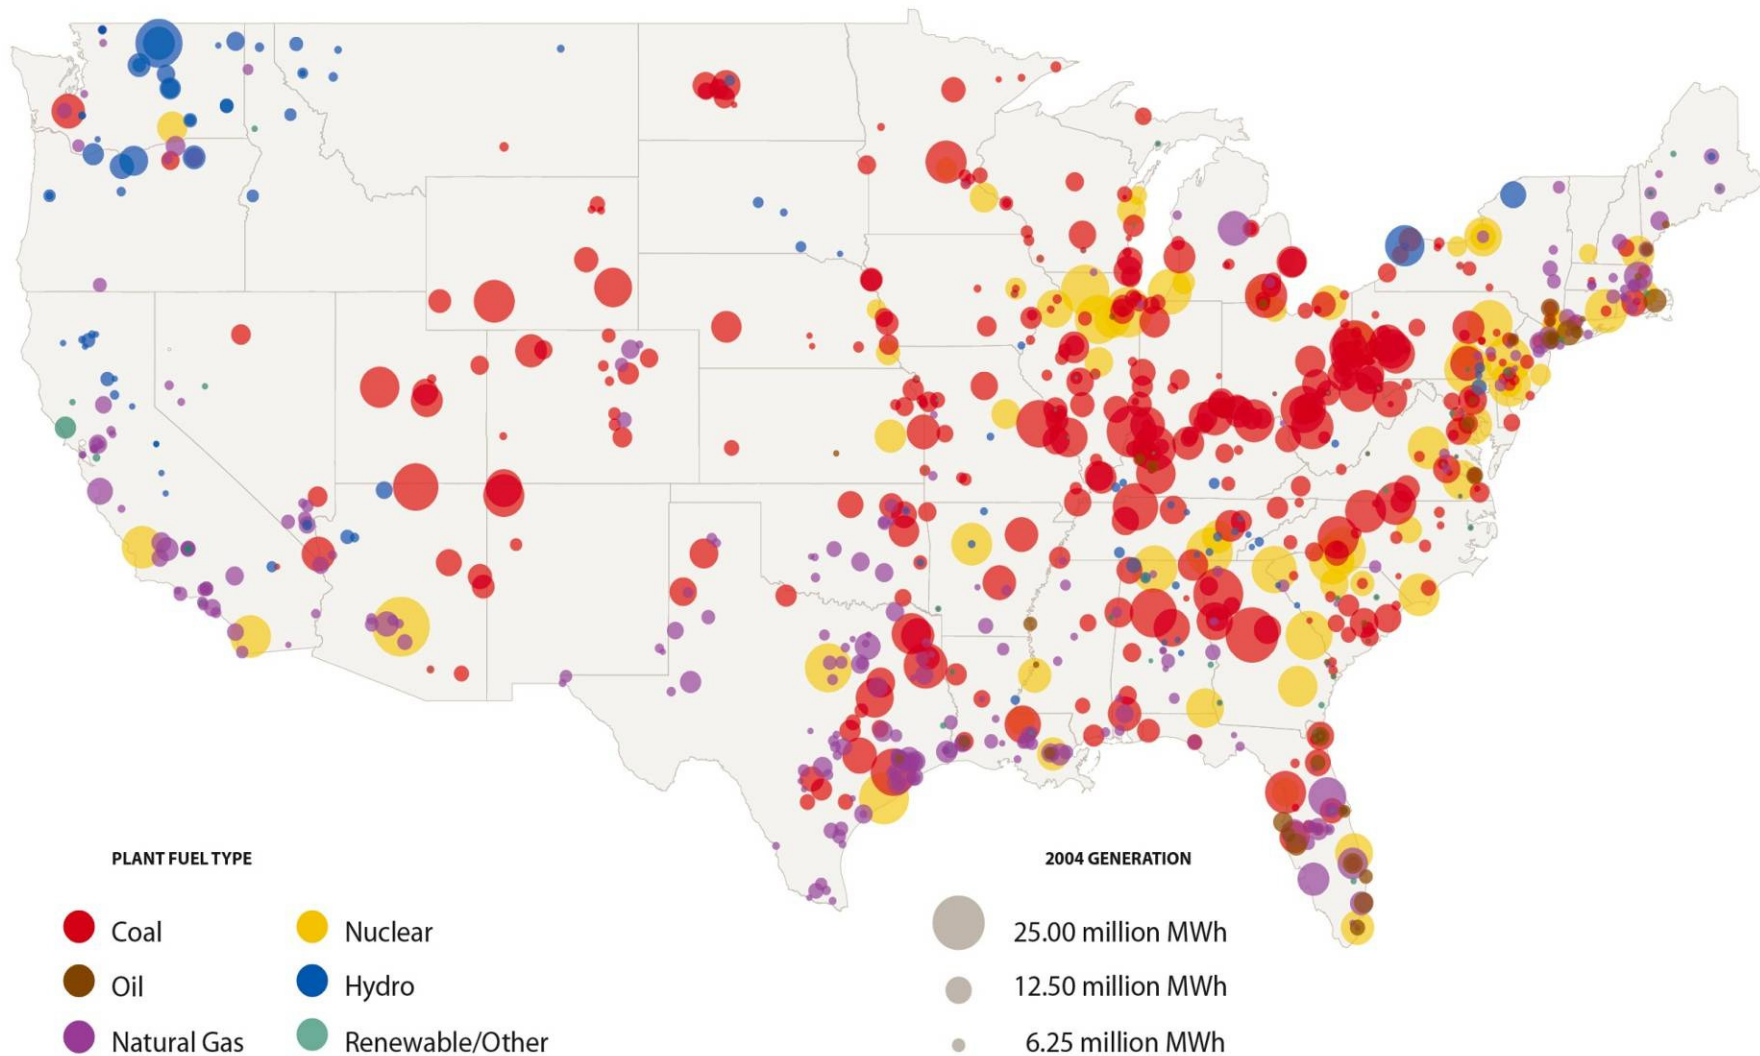 PLANT FUEL TYPE
Coal
Oil
Natural Gas
Nuclear
Hydro
Renewable/Other
2004 GENERATION
25.00 million MWh
12.50 million MWh
6.25 million MWh